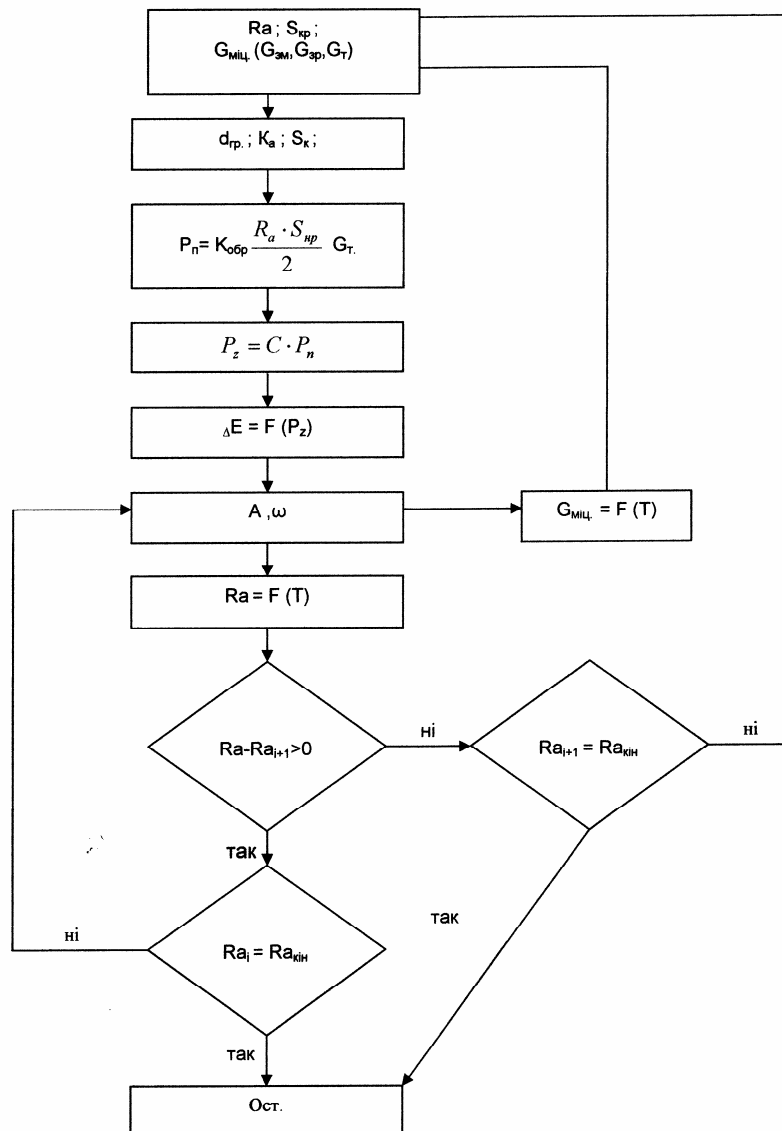 Ra ; Sкр ;
Gміц. (Gзм, Gзр, Gт)
dгр. ; Kа ; Sк ;
Pп= Kобр (Ra · Sнр)/2 Gт.
Pz = C · Pп
ΔE = F (Pz)
A ,ω
Gміц. = F (T)
Ra = F (T)
Ra-Rai+1>0
ні
Rai+1 = Raкін
ні
так
так
ні
Rai = Raкін
так
Ост.